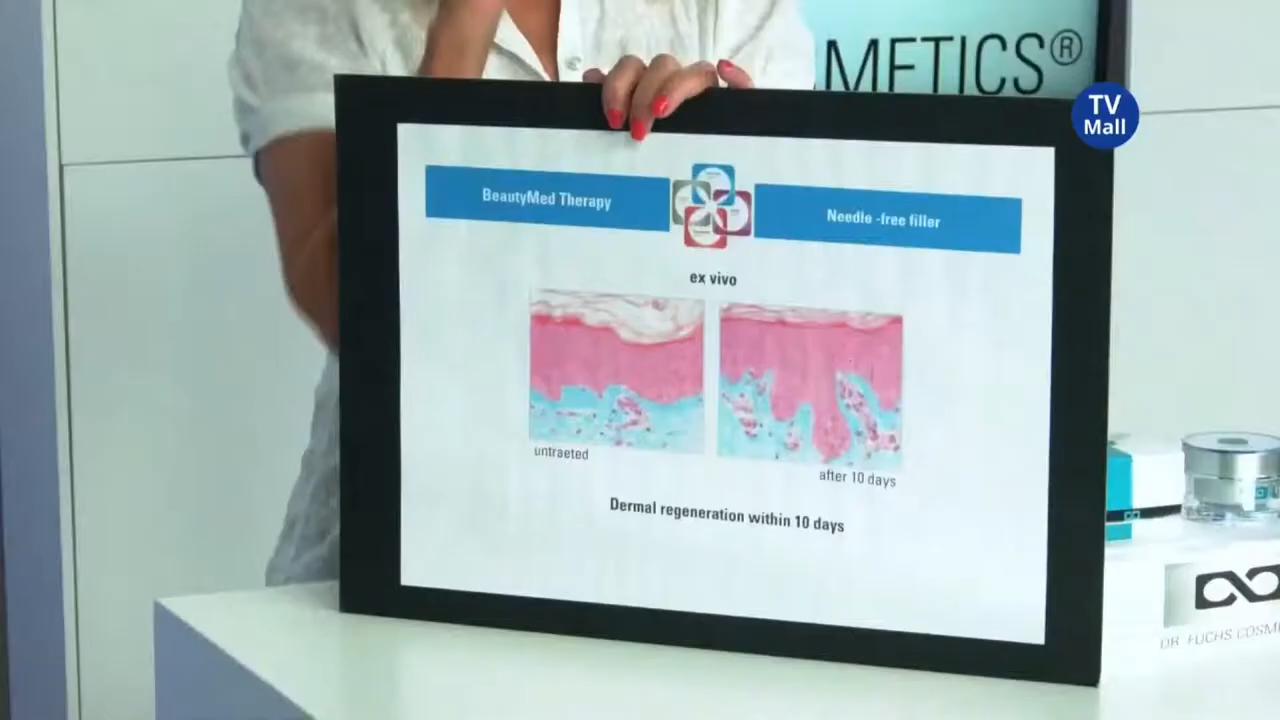 METICS®
TV
Mall
BeautyMed Therapy
Needle -free filler
ex vivo
untraeted
after 10 days
Dermal regeneration within 10 days
DR. FUCHS COSME